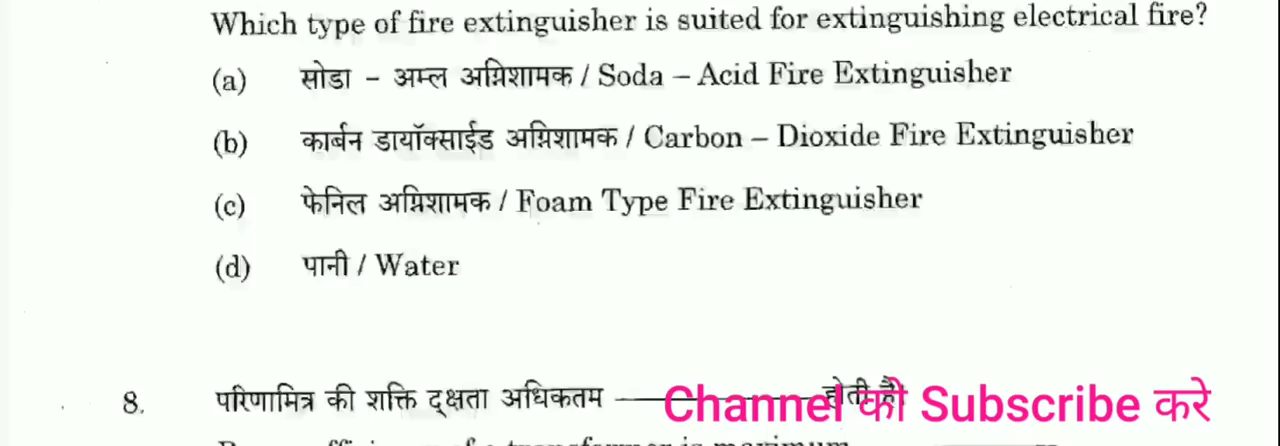 Which type of fire extinguisher is suited for extinguishing electrical fire?
(a) सोडा – अम्ल अग्निशामक / Soda – Acid Fire Extinguisher
(b) कार्बन डायॉक्साईड अग्निशामक / Carbon – Dioxide Fire Extinguisher
(c) फेनिल अग्निशामक / Foam Type Fire Extinguisher
(d) पानी / Water
8. परिणामित्र की शक्ति दक्षता अधिकतम ——— होती है।
Channel को Subscribe करे